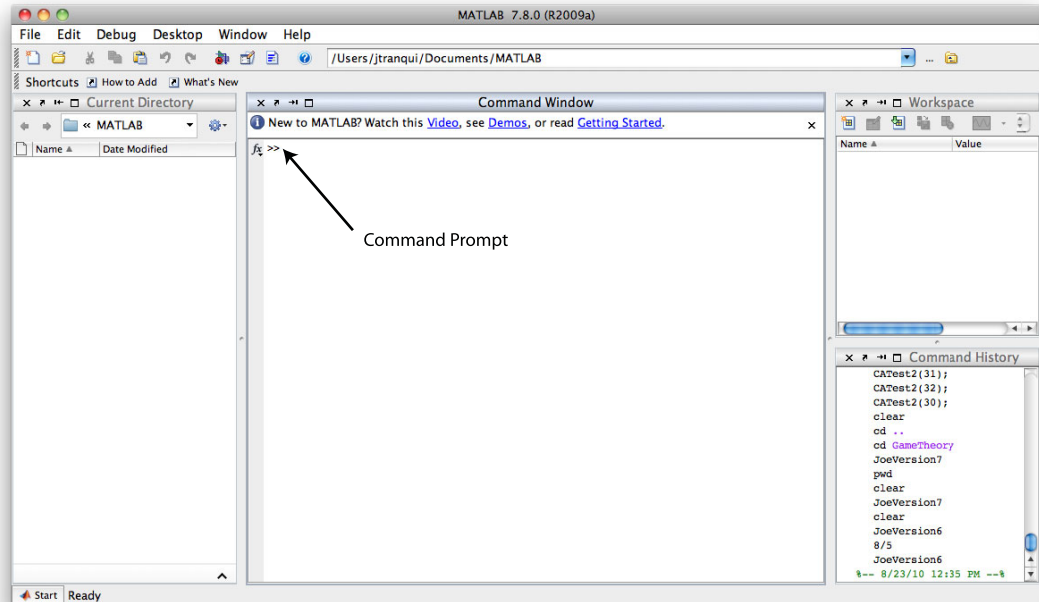 MATLAB 7.8.0 (R2009a)
File Edit Debug Desktop Window Help
/Users/jtranqui/Documents/MATLAB ...
Shortcuts How to Add What's New
Current Directory
« MATLAB
Name Date Modified
Command Window
New to MATLAB? Watch this Video, see Demos, or read Getting Started.
fx >>
Command Prompt
Workspace
Name Value
Command History
CATest2(31);
CATest2(32);
CATest2(30);
clear
cd ..
cd GameTheory
JoeVersion7
pwd
clear
JoeVersion7
clear
JoeVersion6
8/5
JoeVersion6
%-- 8/23/10 12:35 PM --%
Start Ready